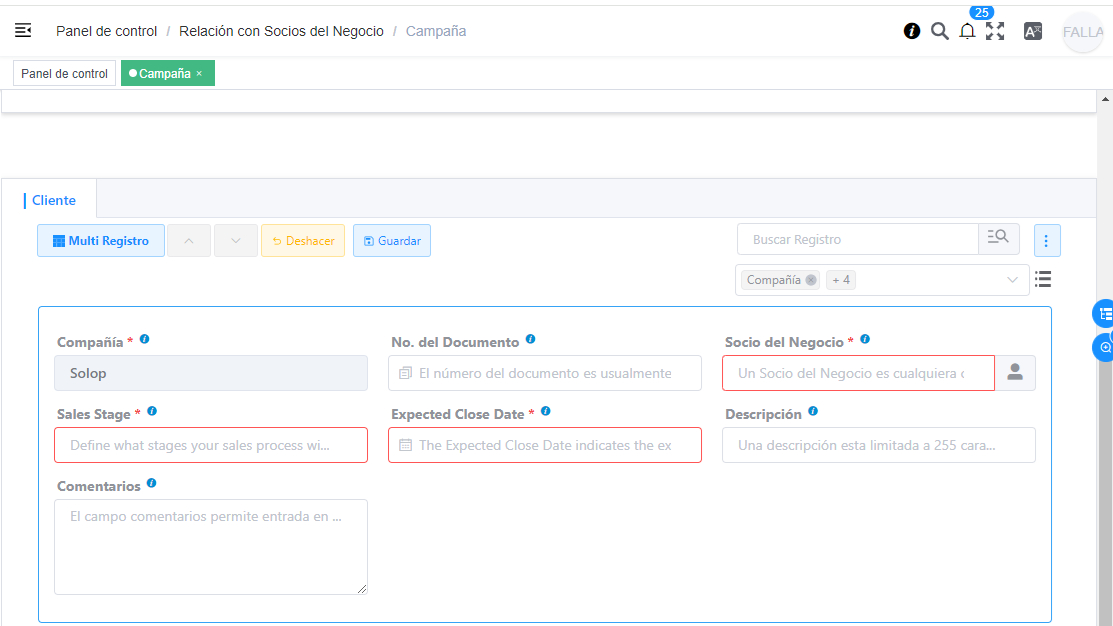 25
Panel de control / Relación con Socios del Negocio / Campaña
FALLA
Panel de control
Campaña ×
Cliente
Multi Registro
Deshacer
Guardar
Buscar Registro
Compañía
+ 4
Compañía *
No. del Documento
Socio del Negocio *
Solop
El número del documento es usualmente
Un Socio del Negocio es cualquiera
Sales Stage *
Expected Close Date *
Descripción
Define what stages your sales process wi...
The Expected Close Date indicates the ex
Una descripción esta limitada a 255 cara...
Comentarios
El campo comentarios permite entrada en ...